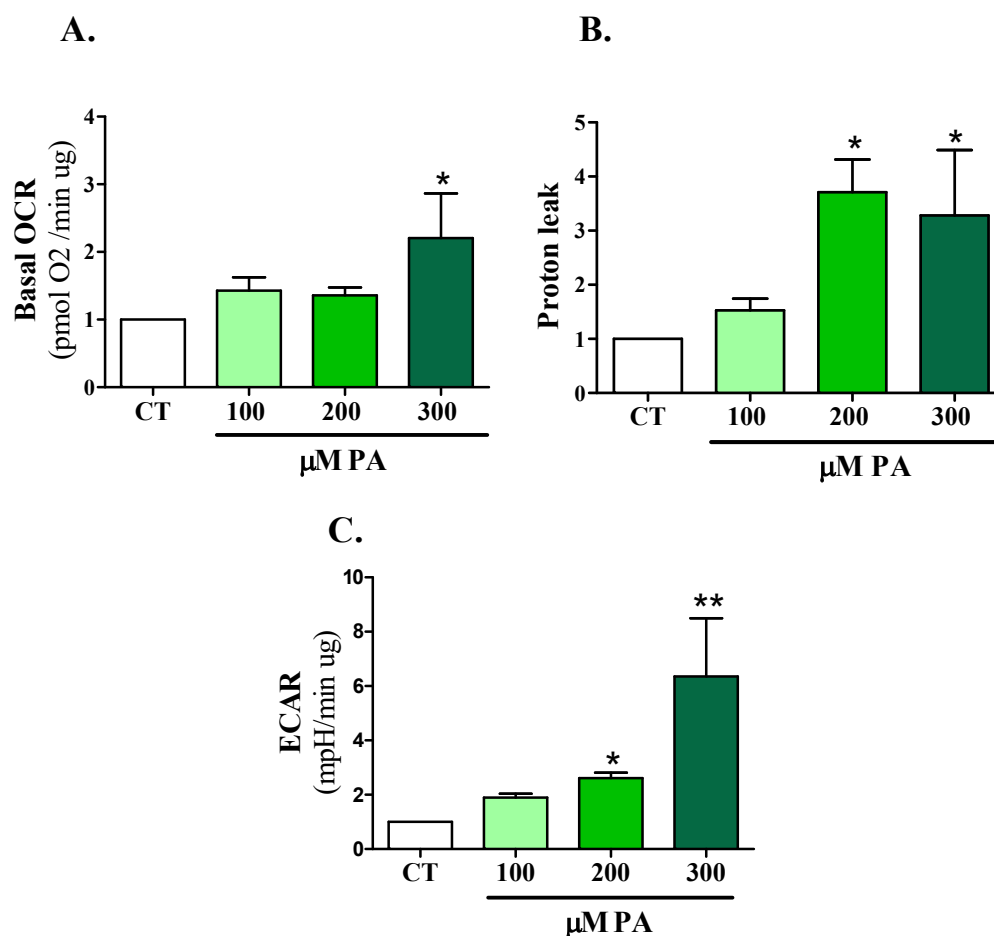 A.
Basal OCR
(pmol O2 /min ug)
4
3
2
1
0
*
CT 100 200 300
μM PA
B.
Proton leak
5
4
3
2
1
0
* *
CT 100 200 300
μM PA
C.
ECAR
(mpH/min ug)
10
8
6
4
2
0
* **
CT 100 200 300
μM PA